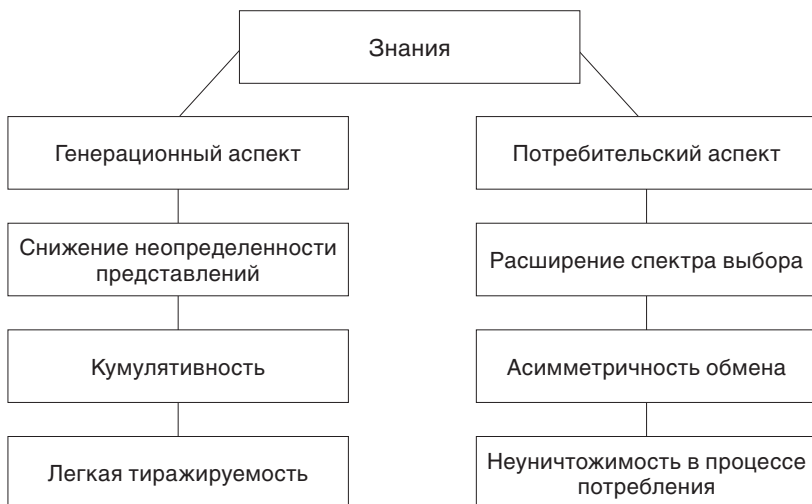 Знания
Генерационный аспект
Потребительский аспект
Снижение неопределенности
представлений
Расширение спектра выбора
Кумулятивность
Асимметричность обмена
Легкая тиражируемость
Неуничтожимость в процессе
потребления